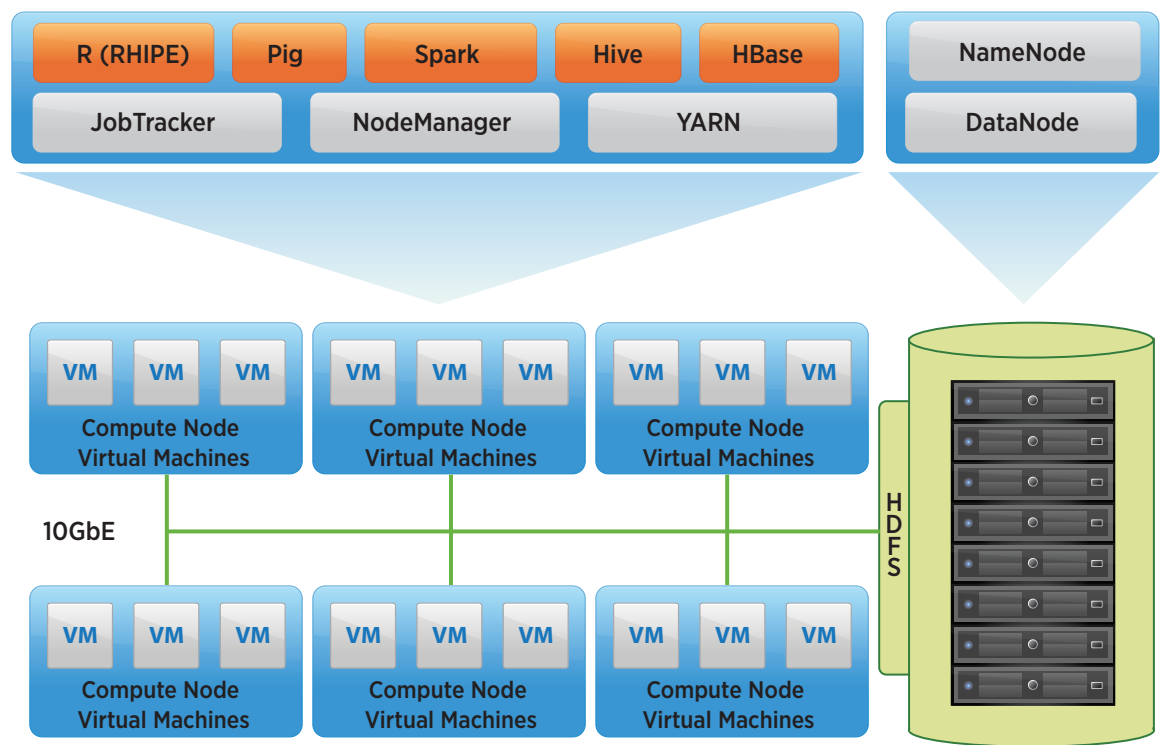 R (RHIPE) Pig Spark Hive HBase
JobTracker NodeManager YARN
NameNode
DataNode
VM VM VM
Compute Node
Virtual Machines
VM VM VM
Compute Node
Virtual Machines
VM VM VM
Compute Node
Virtual Machines
10GbE
HDFS
VM VM VM
Compute Node
Virtual Machines
VM VM VM
Compute Node
Virtual Machines
VM VM VM
Compute Node
Virtual Machines